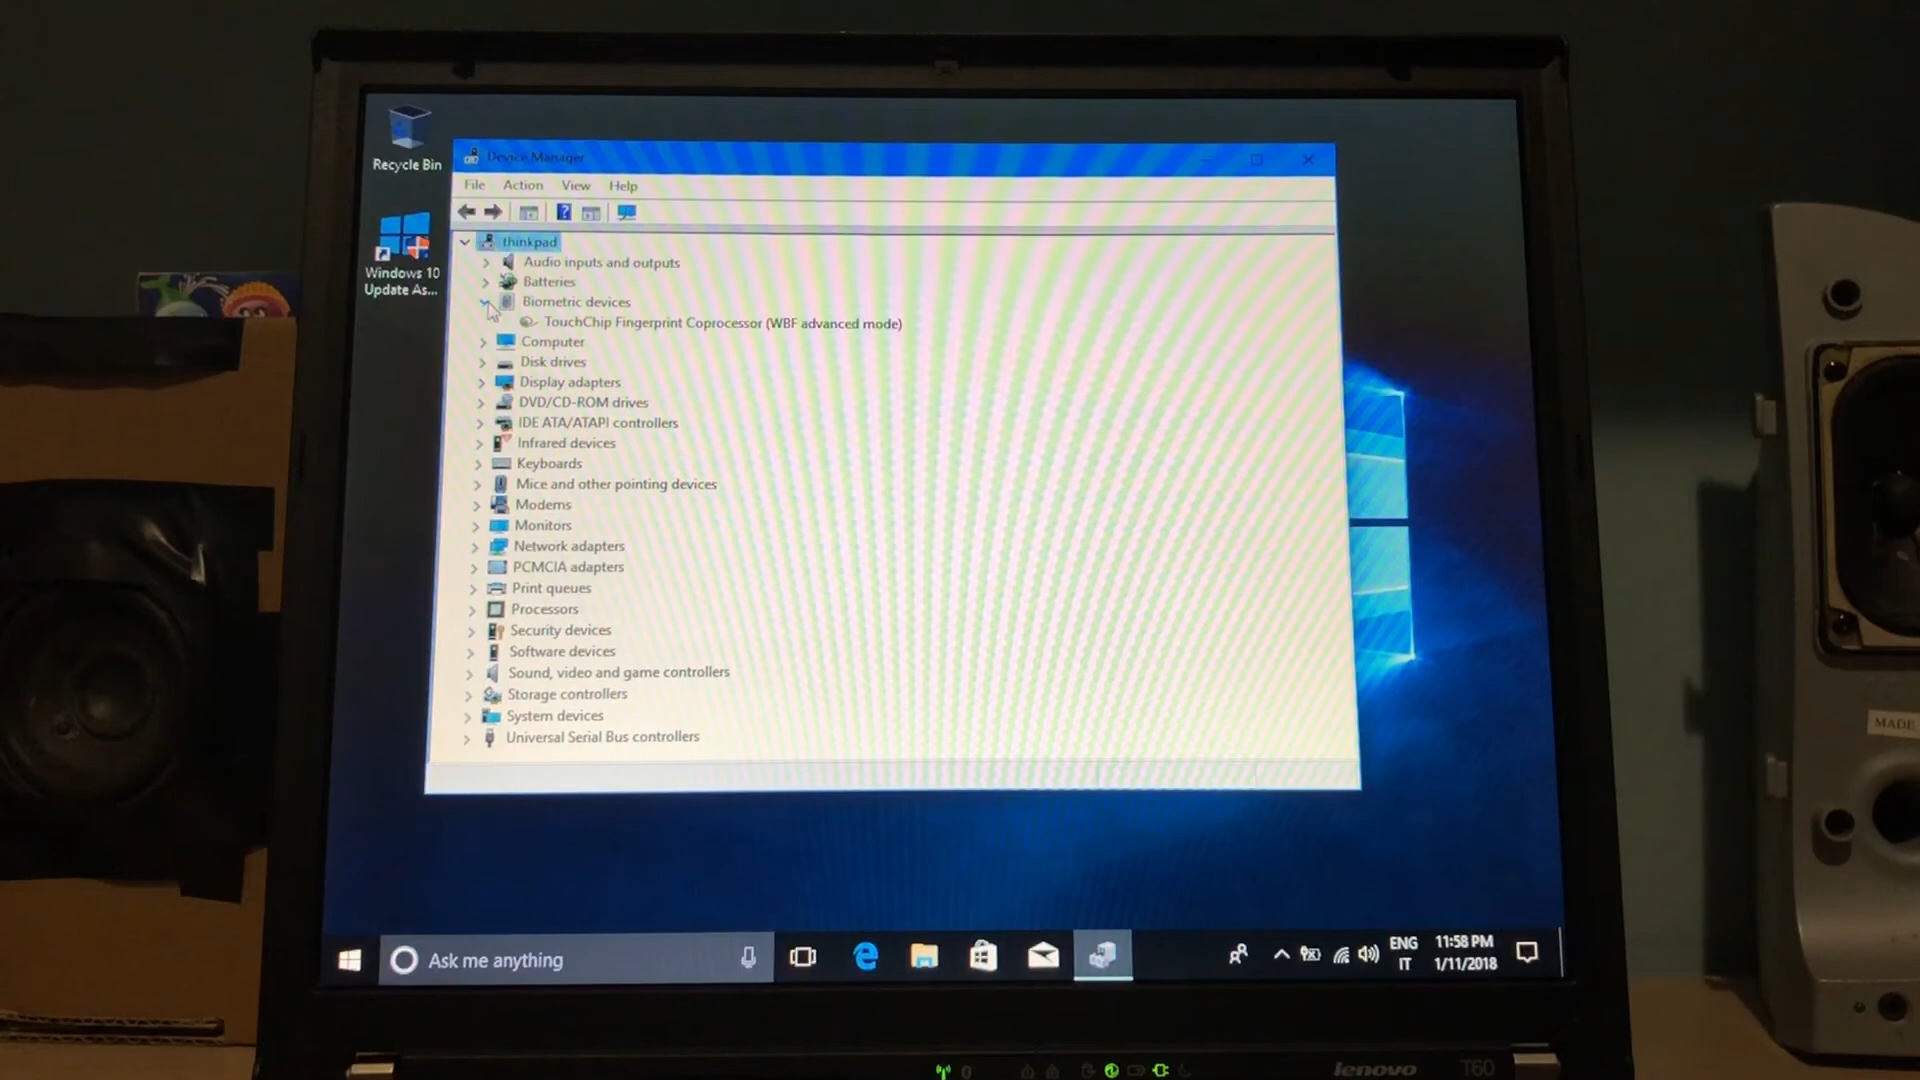 Recycle Bin
Windows 10
Update As...
Device Manager
File Action View Help
thinkpad
Audio inputs and outputs
Batteries
Biometric devices
TouchChip Fingerprint Coprocessor (WBF advanced mode)
Computer
Disk drives
Display adapters
DVD/CD-ROM drives
IDE ATA/ATAPI controllers
Infrared devices
Keyboards
Mice and other pointing devices
Modems
Monitors
Network adapters
PCMCIA adapters
Print queues
Processors
Security devices
Software devices
Sound, video and game controllers
Storage controllers
System devices
Universal Serial Bus controllers
Ask me anything
ENG
IT
11:58 PM
1/11/2018
lenovo T60
MADE